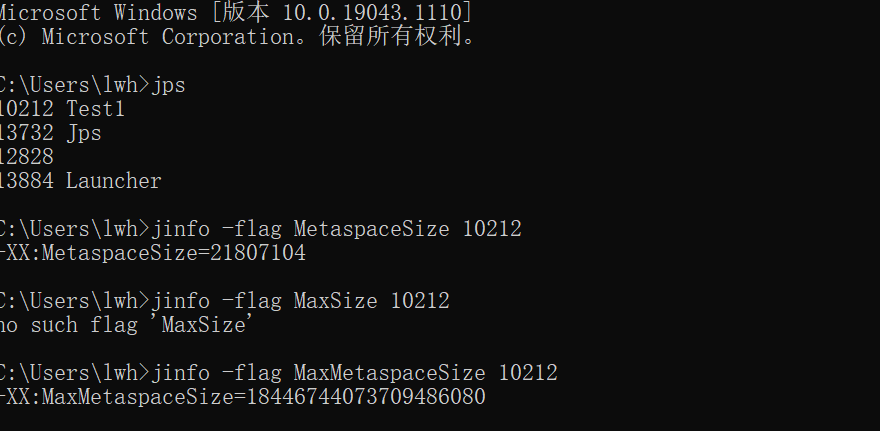 Microsoft Windows [版本 10.0.19043.1110]
(c) Microsoft Corporation。保留所有权利。
C:\Users\lwh>jps
10212 Test1
13732 Jps
12828
13884 Launcher
C:\Users\lwh>jinfo -flag MetaspaceSize 10212
-XX:MetaspaceSize=21807104
C:\Users\lwh>jinfo -flag MaxSize 10212
no such flag 'MaxSize'
C:\Users\lwh>jinfo -flag MaxMetaspaceSize 10212
-XX:MaxMetaspaceSize=18446744073709486080